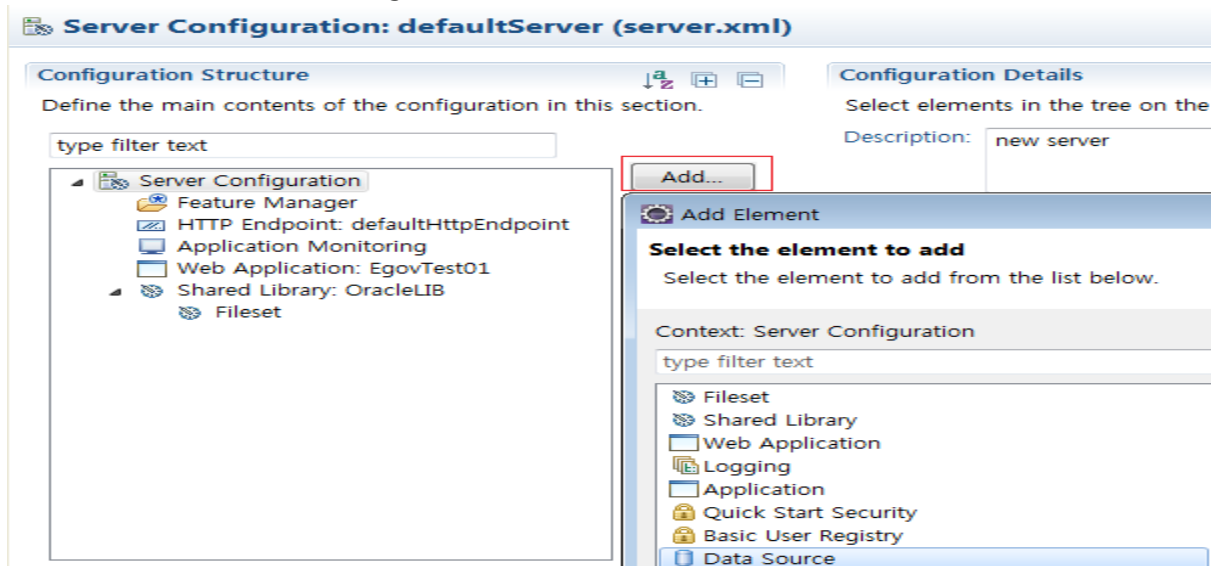 Server Configuration: defaultServer (server.xml)
Configuration Structure
Define the main contents of the configuration in this section.
type filter text
Server Configuration
Feature Manager
HTTP Endpoint: defaultHttpEndpoint
Application Monitoring
Web Application: EgovTest01
Shared Library: OracleLIB
Fileset
Add...
Configuration Details
Select elements in the tree on the
Description: new server
Add Element
Select the element to add
Select the element to add from the list below.
Context: Server Configuration
type filter text
Fileset
Shared Library
Web Application
Logging
Application
Quick Start Security
Basic User Registry
Data Source